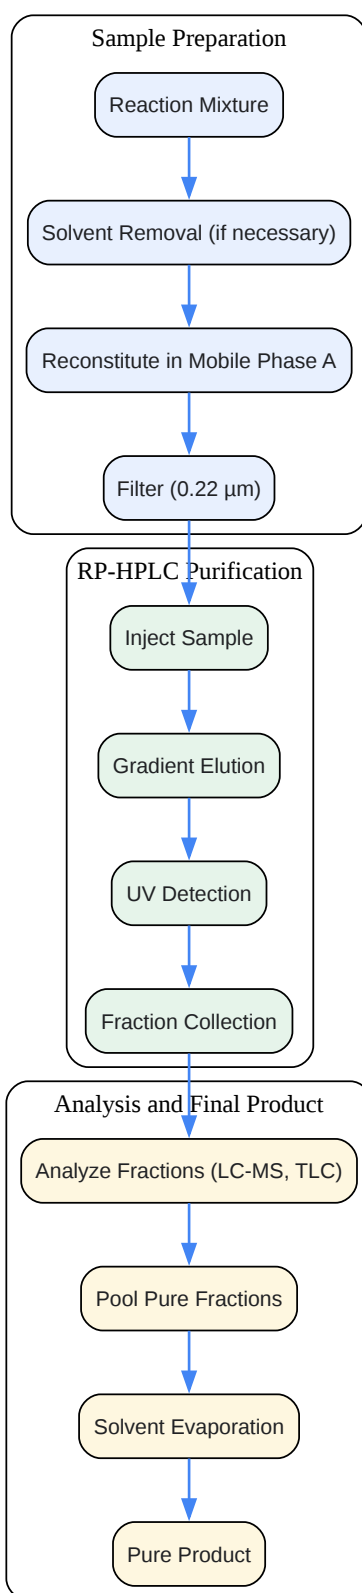 Sample Preparation
Reaction Mixture
Solvent Removal (if necessary)
Reconstitute in Mobile Phase A
Filter (0.22 µm)
RP-HPLC Purification
Inject Sample
Gradient Elution
UV Detection
Fraction Collection
Analysis and Final Product
Analyze Fractions (LC-MS, TLC)
Pool Pure Fractions
Solvent Evaporation
Pure Product